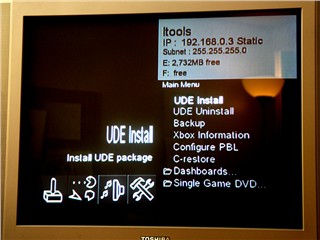 ltools
IP : 192.168.0.3 Static
Subnet : 255.255.255.0
E: 2,732MB free
F: free
Main Menu
UDE Install
UDE Uninstall
Backup
Xbox Information
Configure PBL
C-restore
Dashboards...
Single Game DVD...
UDE Install
Install UDE package
TOSHIBA